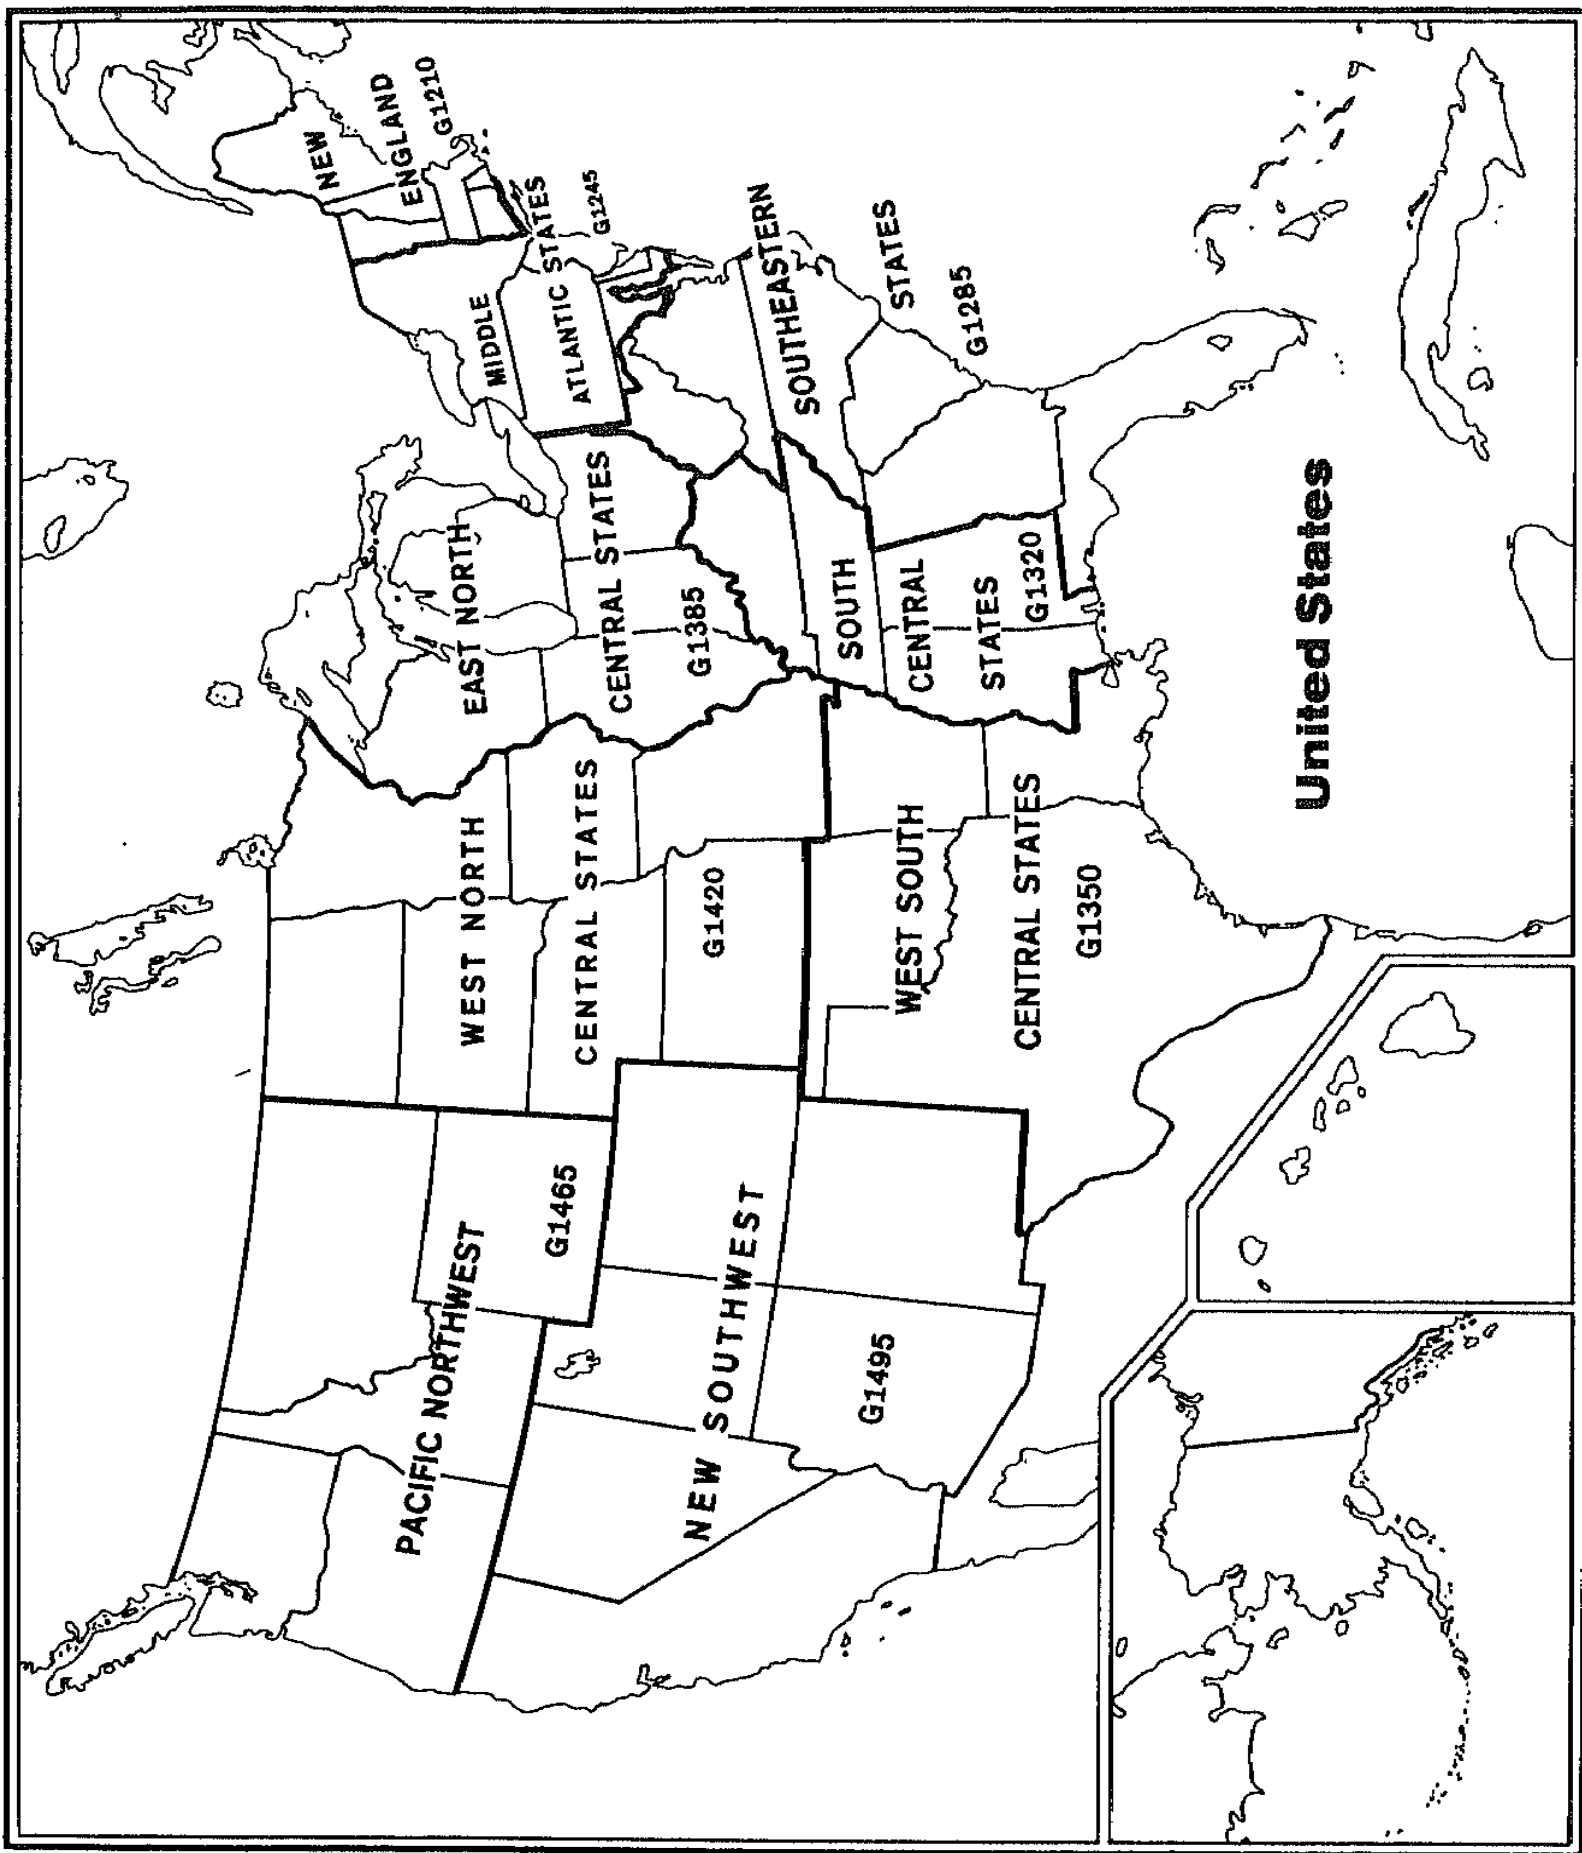 NEW
ENGLAND
G1210
MIDDLE
ATLANTIC STATES
G1245
SOUTHEASTERN
STATES
G1285
EAST NORTH
CENTRAL STATES
G1385
SOUTH
CENTRAL
STATES
G1320
WEST NORTH
CENTRAL STATES
G1420
WEST SOUTH
CENTRAL STATES
G1350
PACIFIC NORTHWEST
G1465
NEW SOUTHWEST
G1495
United States